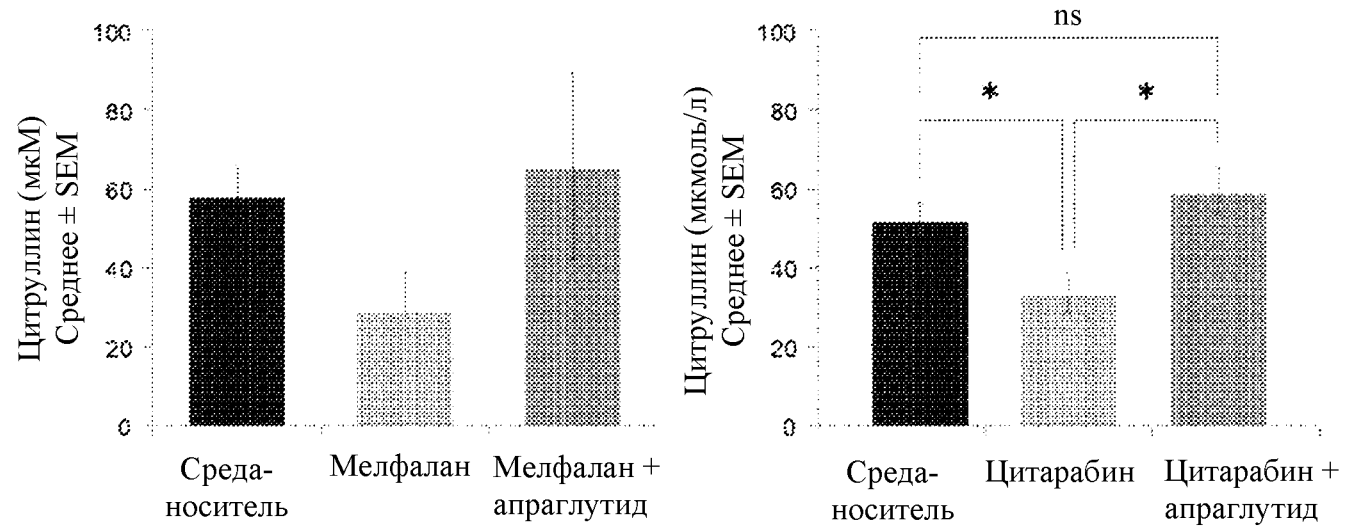 Цитруллин (мкМ)
Среднее ± SEM
100
80
60
40
20
0
Среда-
носитель
Мелфалан
Мелфалан +
апраглутид
Цитруллин (мкмоль/л)
Среднее ± SEM
100
80
60
40
20
0
ns
*
*
Среда-
носитель
Цитарабин
Цитарабин +
апраглутид